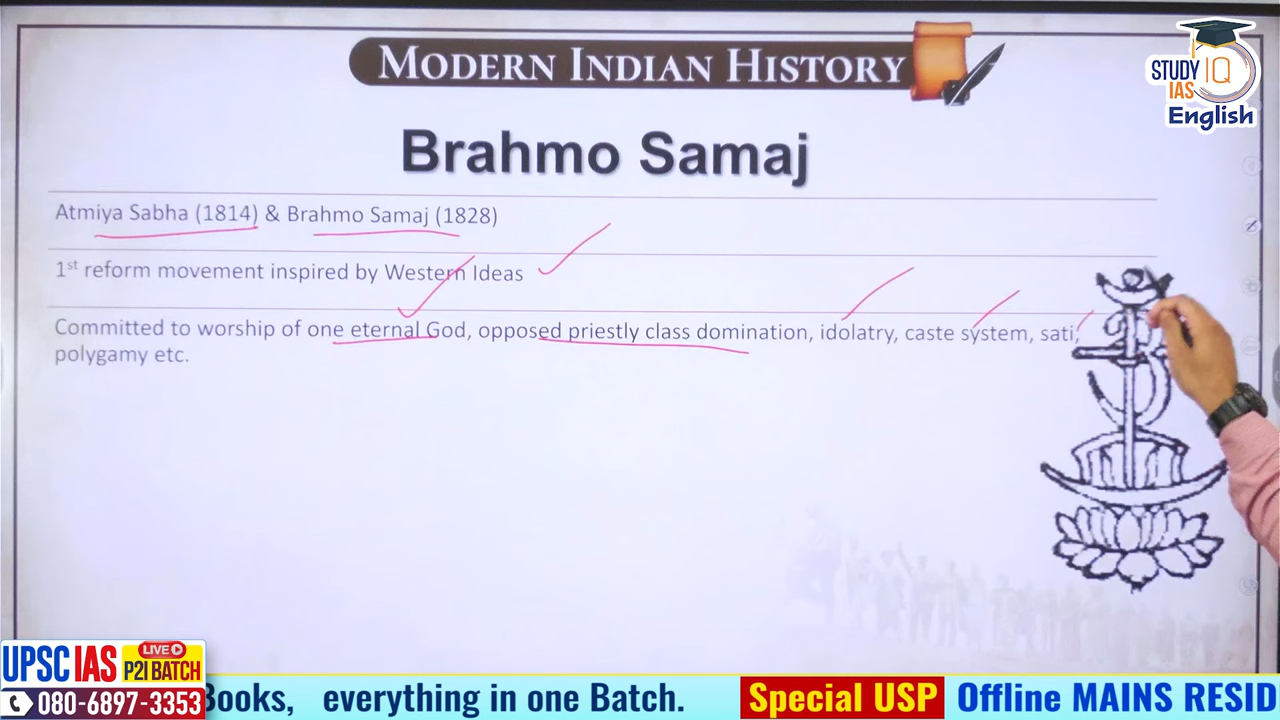 MODERN INDIAN HISTORY
STUDY IQ
IAS
English
Brahmo Samaj
Atmiya Sabha (1814) & Brahmo Samaj (1828)
1st reform movement inspired by Western Ideas
Committed to worship of one eternal God, opposed priestly class domination, idolatry, caste system, sati,
polygamy etc.
UPSC IAS LIVE P2I BATCH
080-6897-3353
Books, everything in one Batch. Special USP Offline MAINS RESID